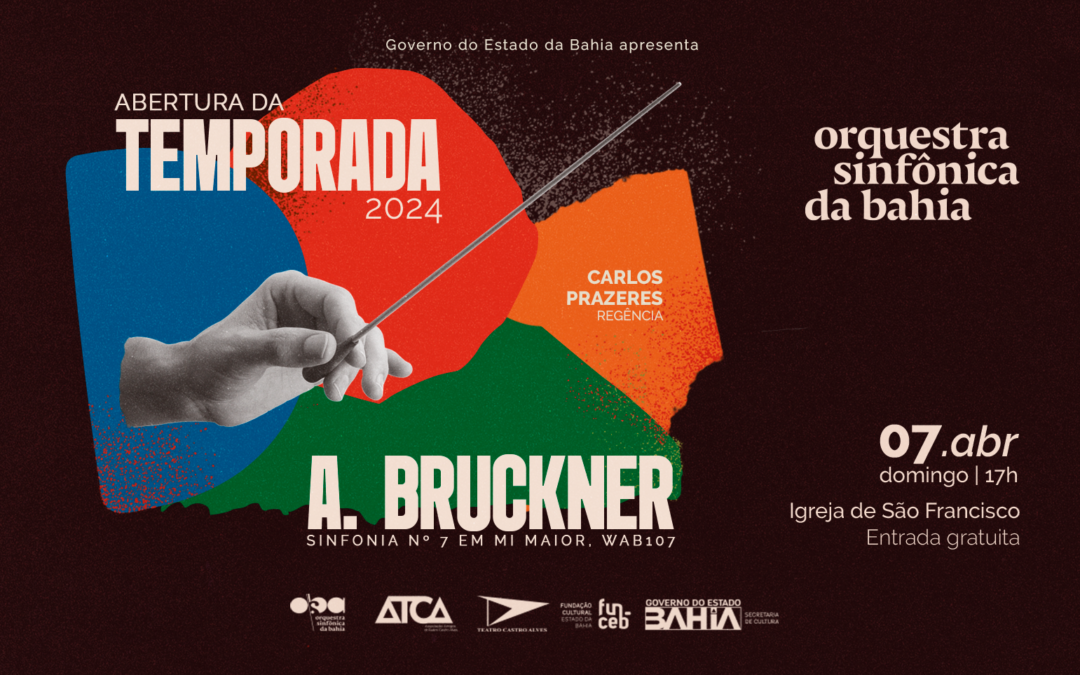 Governo do Estado da Bahia apresenta
ABERTURA DA
TEMPORADA
2024
orquestra
sinfônica
da bahia
CARLOS
PRAZERES
REGÊNCIA
A. BRUCKNER
SINFONIA Nº 7 EM MI MAIOR, WAB107
07.abr
domingo | 17h
Igreja de São Francisco
Entrada gratuita
orquestra
sinfônica
da bahia
ATCA
TEATRO CASTRO ALVES
FUNDAÇÃO
CULTURAL
ESTADO DA
BAHIA
fun_
ceb
GOVERNO DO ESTADO
BAHIA
SECRETARIA
DE CULTURA